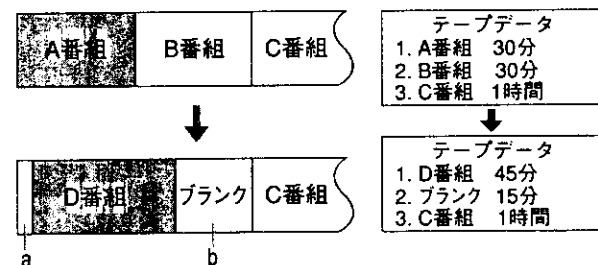 A番組 B番組 C番組
テープデータ
1. A番組 30分
2. B番組 30分
3. C番組 1時間
D番組 ブランク C番組
a b
テープデータ
1. D番組 45分
2. ブランク 15分
3. C番組 1時間